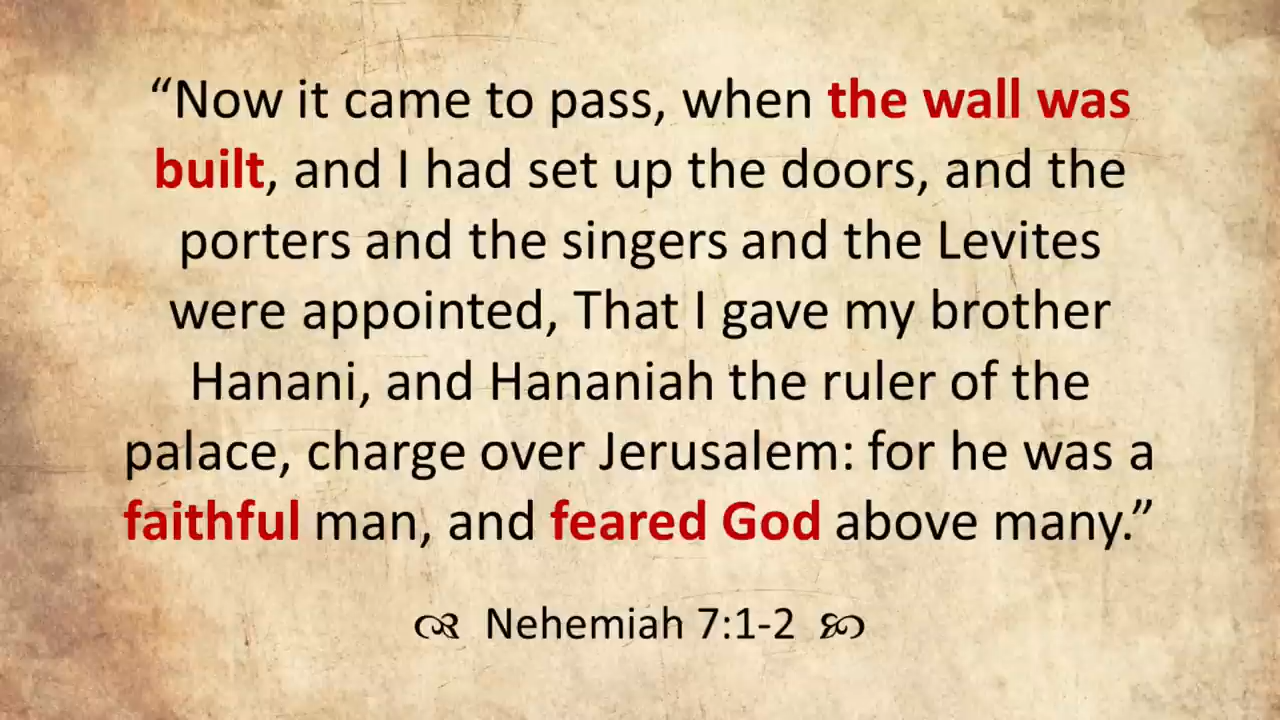 “Now it came to pass, when the wall was
built, and I had set up the doors, and the
porters and the singers and the Levites
were appointed, That I gave my brother
Hanani, and Hananiah the ruler of the
palace, charge over Jerusalem: for he was a
faithful man, and feared God above many.”
Nehemiah 7:1-2